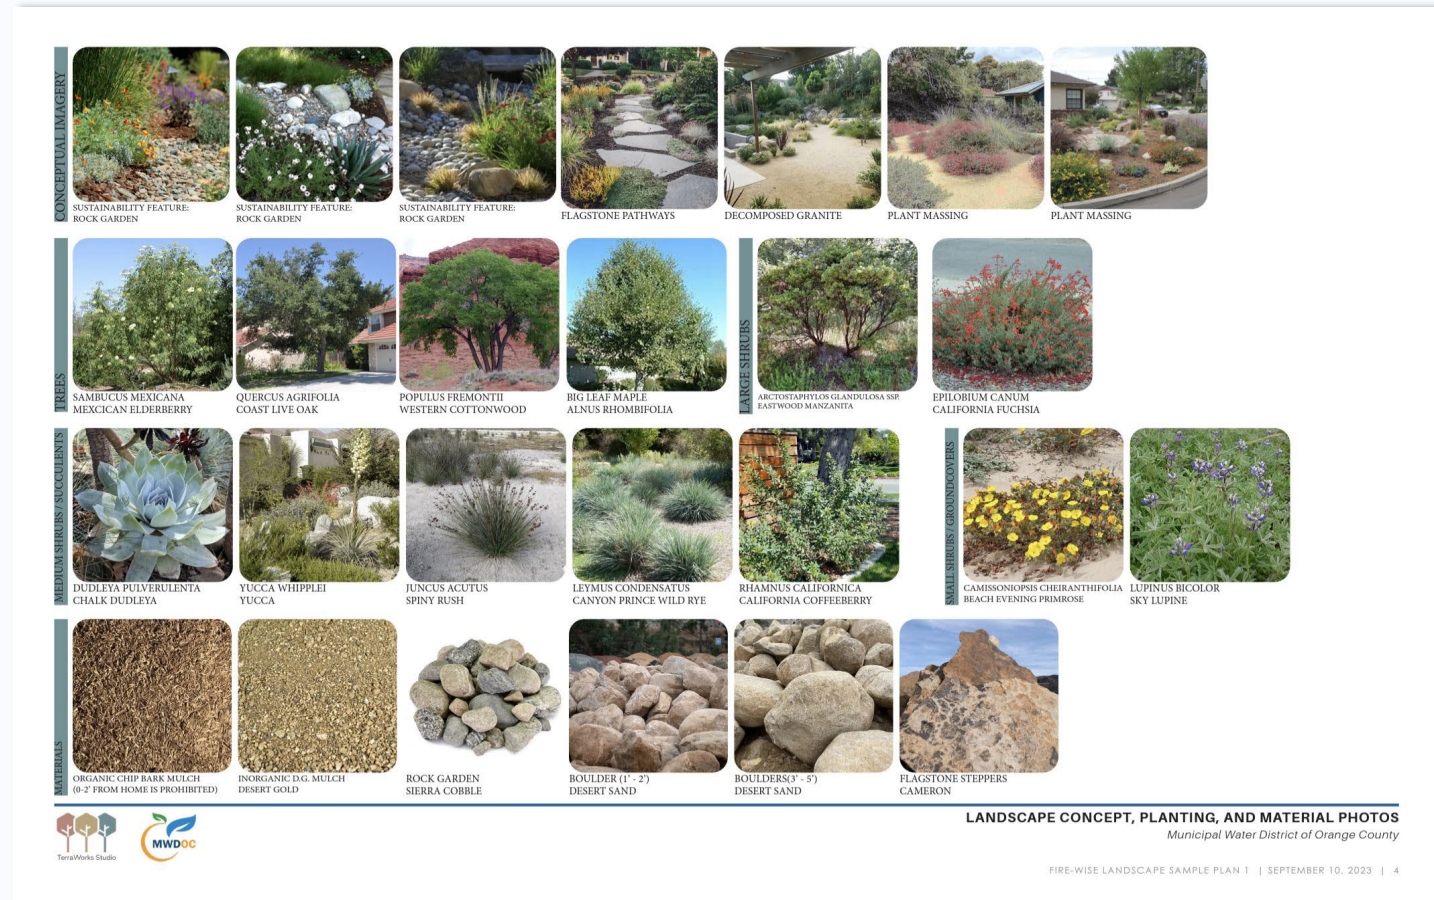 CONCEPTUAL IMAGERY
SUSTAINABILITY FEATURE:
ROCK GARDEN
SUSTAINABILITY FEATURE:
ROCK GARDEN
SUSTAINABILITY FEATURE:
ROCK GARDEN
FLAGSTONE PATHWAYS
DECOMPOSED GRANITE
PLANT MASSING
PLANT MASSING
TREES
SAMBUCUS MEXICANA
MEXCICAN ELDERBERRY
QUERCUS AGRIFOLIA
COAST LIVE OAK
POPULUS FREMONTII
WESTERN COTTONWOOD
BIG LEAF MAPLE
ALNUS RHOMBIFOLIA
LARGE SHRUBS
ARCTOSTAPHYLOS GLANDULOSA SSP.
EASTWOOD MANZANITA
EPILOBIUM CANUM
CALIFORNIA FUCHSIA
MEDIUM SHRUBS / SUCCULENTS
DUDLEYA PULVERULENTA
CHALK DUDLEYA
YUCCA WHIPPLEI
YUCCA
JUNCUS ACUTUS
SPINY RUSH
LEYMUS CONDENSATUS
CANYON PRINCE WILD RYE
RHAMNUS CALIFORNICA
CALIFORNIA COFFEEBERRY
SMALL SHRUBS / GROUNDCOVERS
CAMISSONIOPSIS CHEIRANTHIFOLIA
BEACH EVENING PRIMROSE
LUPINUS BICOLOR
SKY LUPINE
MATERIALS
ORGANIC CHIP BARK MULCH
(0-2' FROM HOME IS PROHIBITED)
INORGANIC D.G. MULCH
DESERT GOLD
ROCK GARDEN
SIERRA COBBLE
BOULDER (1' - 2')
DESERT SAND
BOULDERS(3' - 5')
DESERT SAND
FLAGSTONE STEPPERS
CAMERON
TerraWorks Studio
MWDOC
LANDSCAPE CONCEPT, PLANTING, AND MATERIAL PHOTOS
Municipal Water District of Orange County
FIRE-WISE LANDSCAPE SAMPLE PLAN 1 | SEPTEMBER 10, 2023 | 4